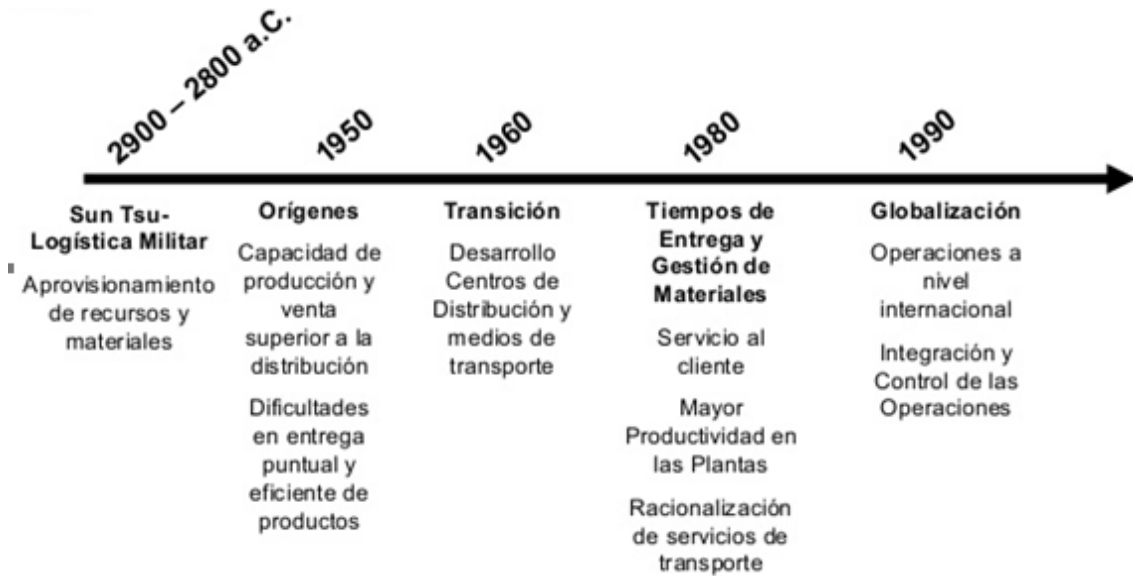 2900 – 2800 a.C.
1950
1960
1980
1990
Sun Tsu-
Logística Militar
Aprovisionamiento
de recursos y
materiales
Orígenes
Capacidad de
producción y
venta
superior a la
distribución
Dificultades
en entrega
puntual y
eficiente de
productos
Transición
Desarrollo
Centros de
Distribución y
medios de
transporte
Tiempos de
Entrega y
Gestión de
Materiales
Servicio al
cliente
Mayor
Productividad en
las Plantas
Racionalización
de servicios de
transporte
Globalización
Operaciones a
nivel
internacional
Integración y
Control de las
Operaciones